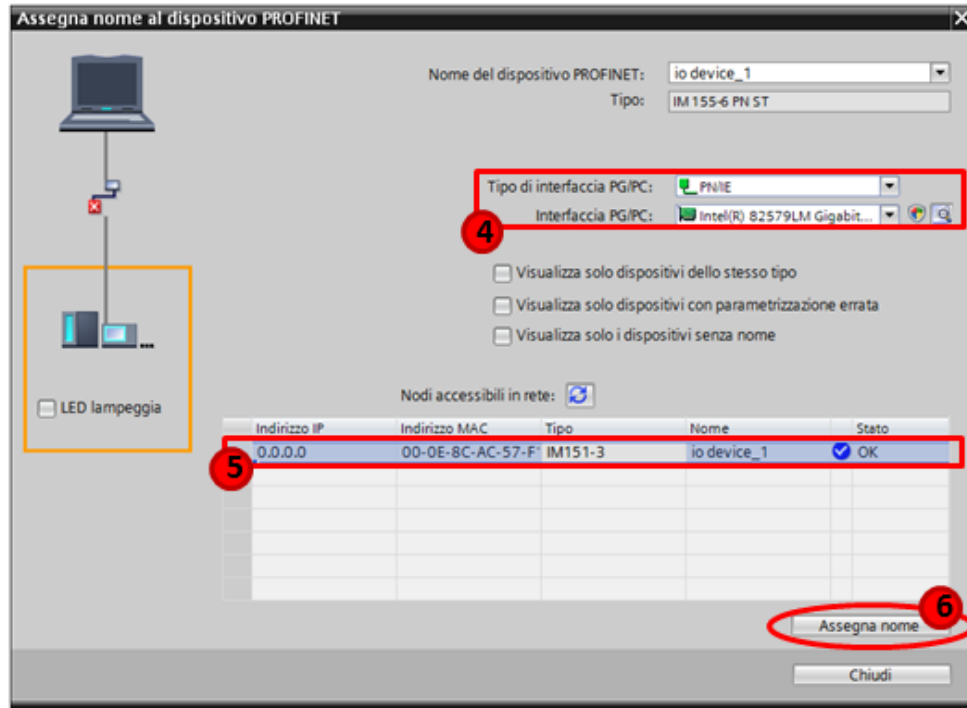 Assegna nome al dispositivo PROFINET
Nome del dispositivo PROFINET: io device_1
Tipo: IM 155-6 PN ST
Tipo di interfaccia PG/PC: PN/IE
4 Interfaccia PG/PC: Intel(R) 82579LM Gigabit...
Visualizza solo dispositivi dello stesso tipo
Visualizza solo dispositivi con parametrizzazione errata
Visualizza solo i dispositivi senza nome
LED lampeggia
Nodi accessibili in rete:
Indirizzo IP Indirizzo MAC Tipo Nome Stato
5 0.0.0.0 00-0E-8C-AC-57-F IM151-3 io device_1 OK
6
Assegna nome
Chiudi